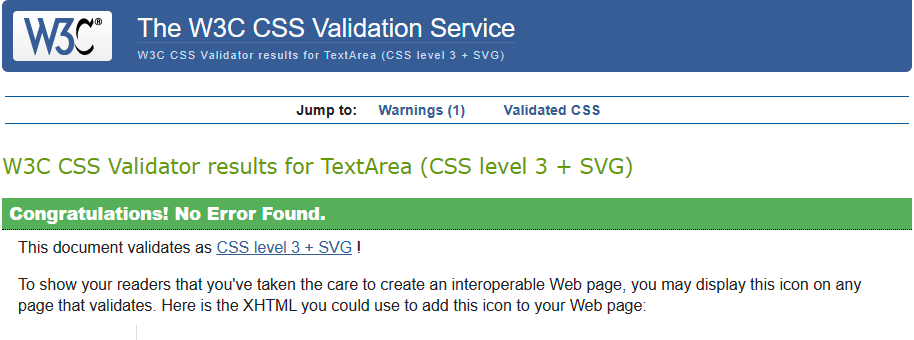 W3C®
The W3C CSS Validation Service
W3C CSS Validator results for TextArea (CSS level 3 + SVG)
Jump to: Warnings (1) Validated CSS
W3C CSS Validator results for TextArea (CSS level 3 + SVG)
Congratulations! No Error Found.
This document validates as CSS level 3 + SVG !
To show your readers that you've taken the care to create an interoperable Web page, you may display this icon on any
page that validates. Here is the XHTML you could use to add this icon to your Web page: